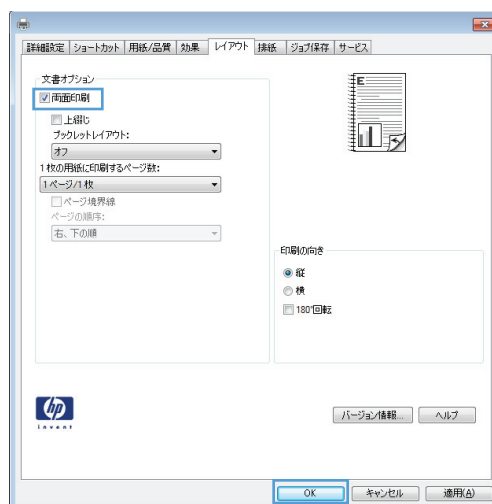 詳細設定 ショートカット 用紙/品質 効果 レイアウト 排紙 ジョブ保存 サービス
文書オプション
両面印刷
上綴じ
ブックレットレイアウト:
オフ
1枚の用紙に印刷するページ数:
1ページ/1枚
ページ境界線
ページの順序:
右、下の順
E
印刷の向き
縦
横
180°回転
hp
invent
バージョン情報... ヘルプ
OK キャンセル 適用(A)